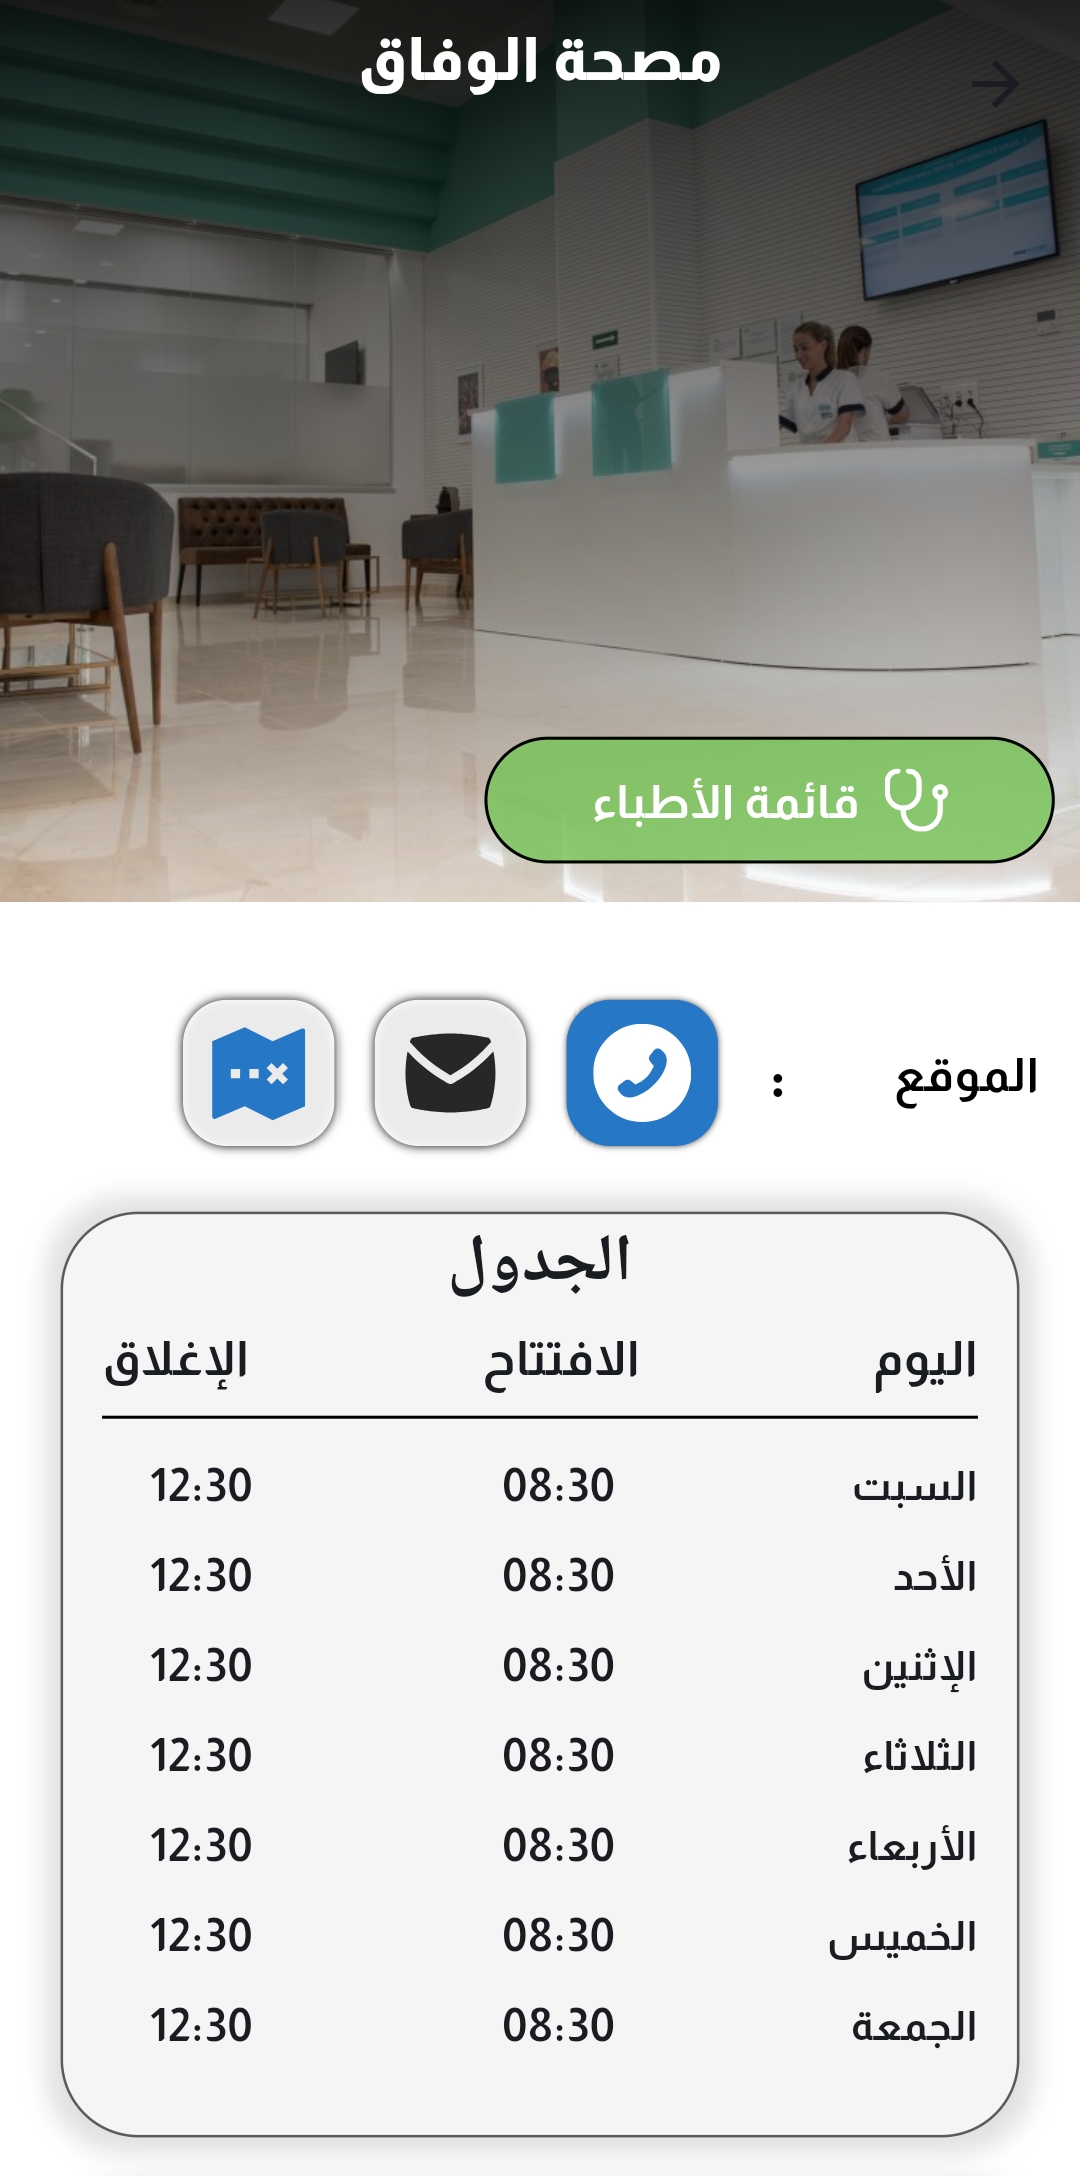 مصحة الوفاق
قائمة الأطباء
الموقع :
الجدول
اليوم الافتتاح الإغلاق
السبت 08:30 12:30
الأحد 08:30 12:30
الإثنين 08:30 12:30
الثلاثاء 08:30 12:30
الأربعاء 08:30 12:30
الخميس 08:30 12:30
الجمعة 08:30 12:30